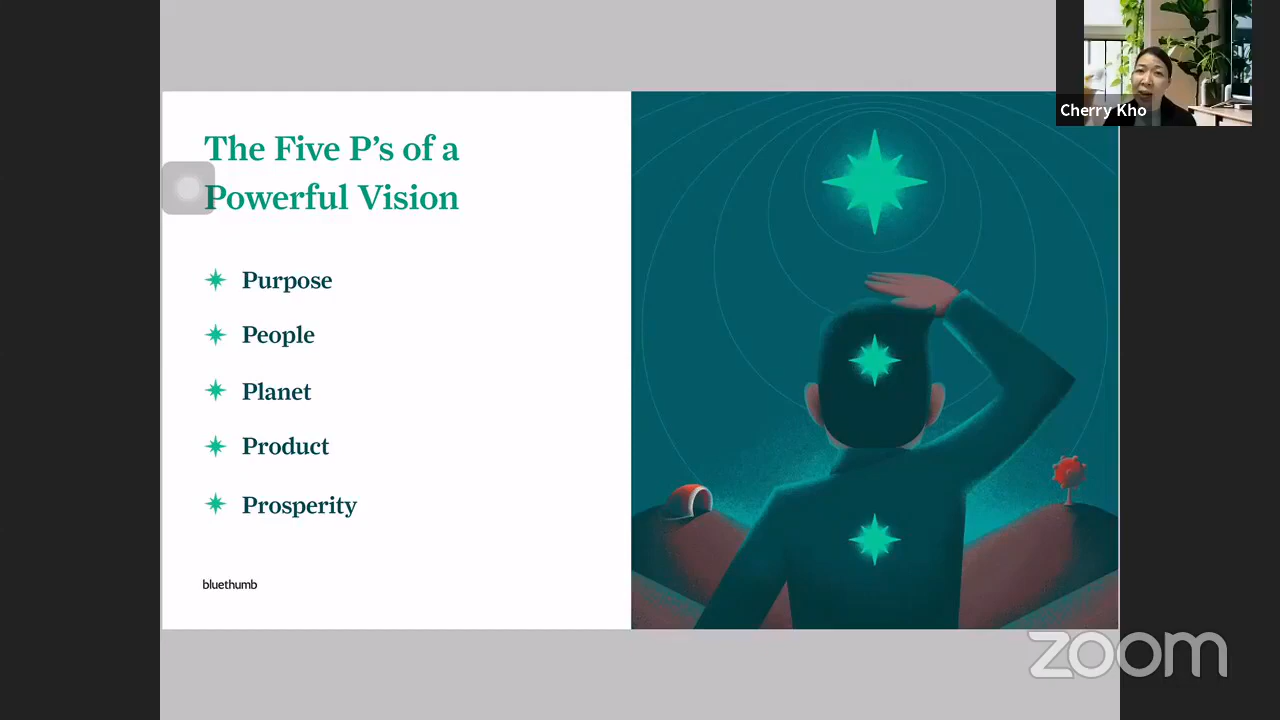 Cherry Kho
The Five P’s of a
Powerful Vision
Purpose
People
Planet
Product
Prosperity
bluethumb
zoom